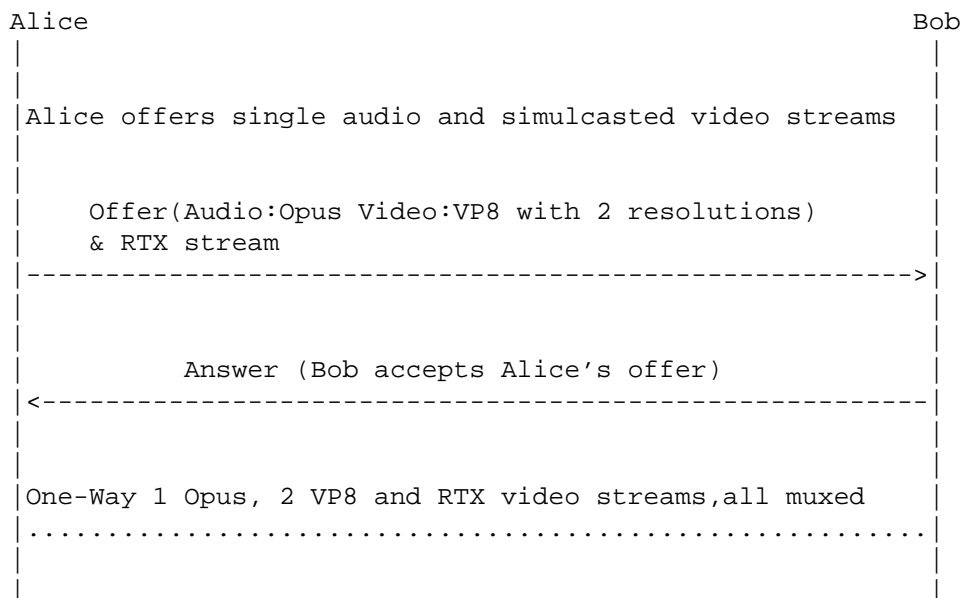 Alice Bob
Alice offers single audio and simulcasted video streams
Offer(Audio:Opus Video:VP8 with 2 resolutions)
& RTX stream
-------------------------------------------------------->
Answer (Bob accepts Alice’s offer)
<--------------------------------------------------------
One-Way 1 Opus, 2 VP8 and RTX video streams,all muxed
.........................................................